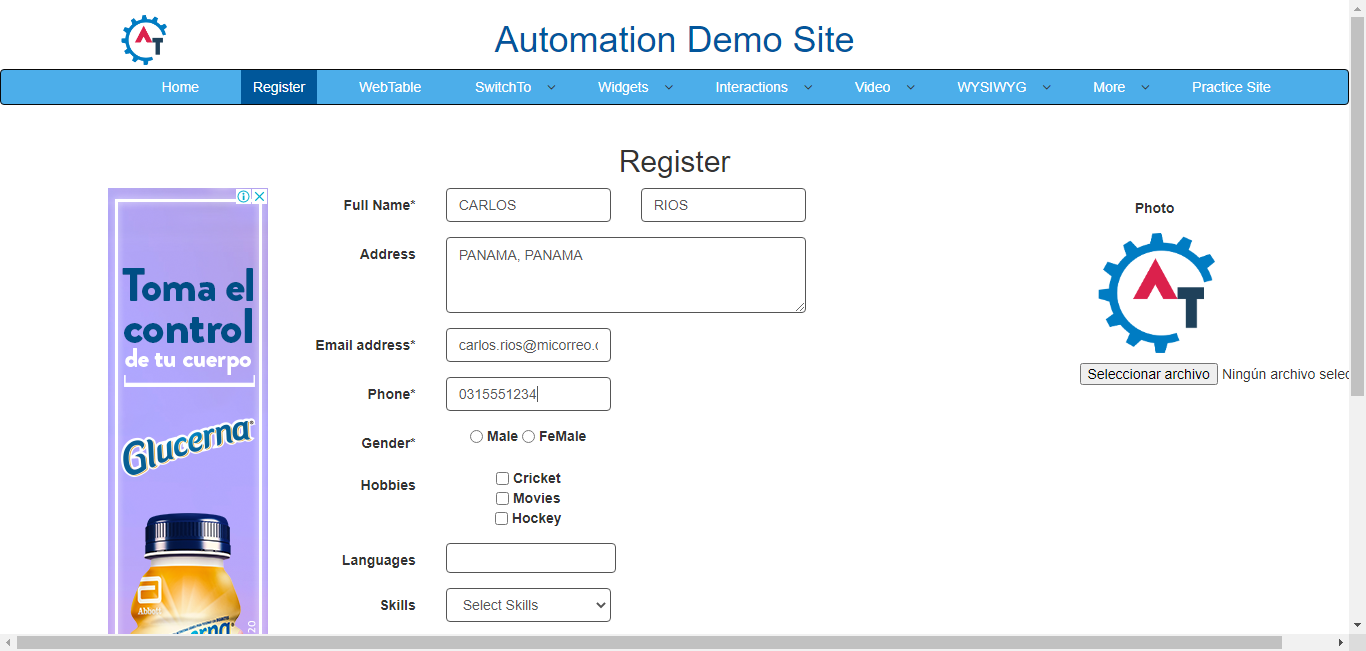 AT
Automation Demo Site
Home Register WebTable SwitchTo Widgets Interactions Video WYSIWYG More Practice Site
Register
Toma el
control
de tu cuerpo
Glucerna
Abbott
Full Name* CARLOS RIOS
Address PANAMA, PANAMA
Email address* carlos.rios@micorreo.
Phone* 0315551234
Gender* Male FeMale
Hobbies Cricket
Movies
Hockey
Languages
Skills Select Skills
Photo
AT
Seleccionar archivo Ningún archivo selec